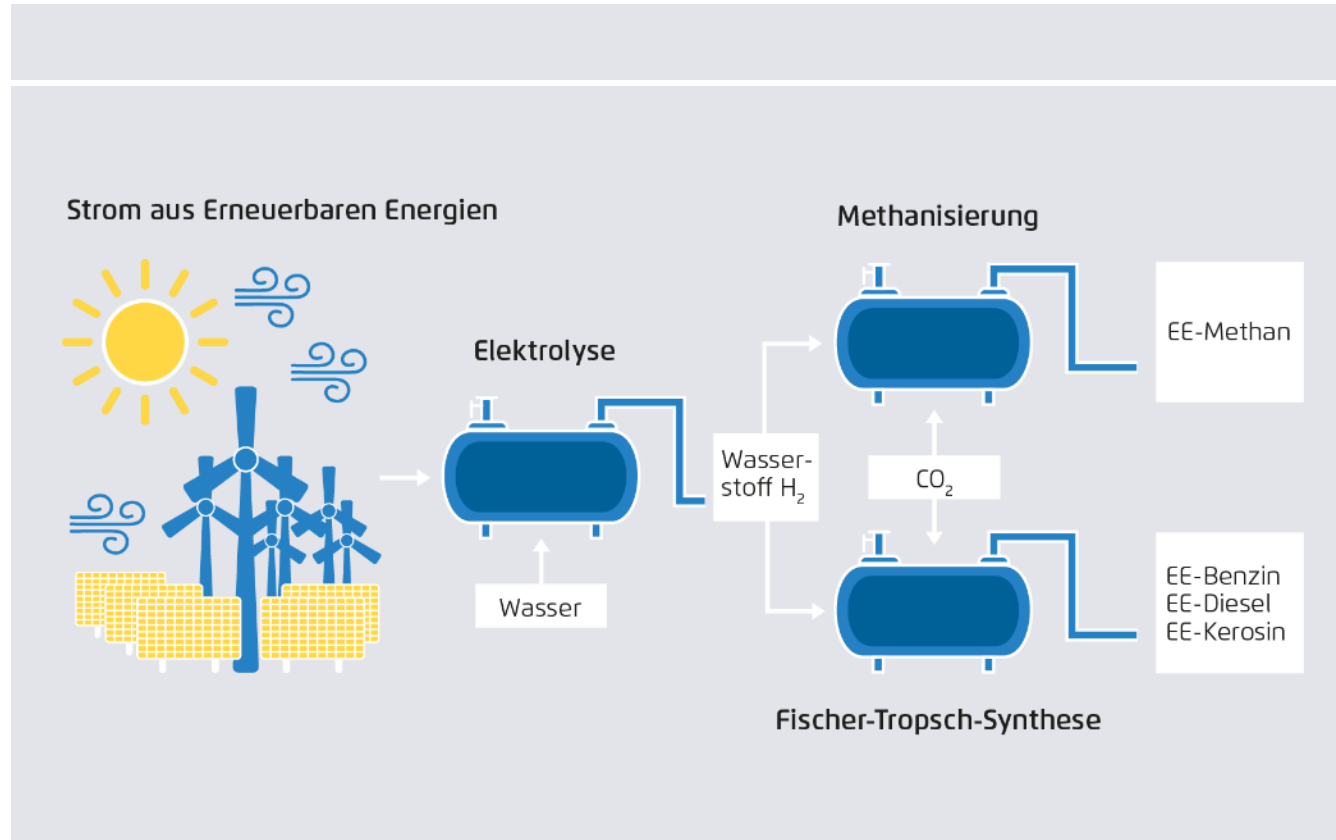 Strom aus Erneuerbaren Energien
Elektrolyse
Wasser
Wasser-
stoff H₂
Methanisierung
EE-Methan
CO₂
EE-Benzin
EE-Diesel
EE-Kerosin
Fischer-Tropsch-Synthese